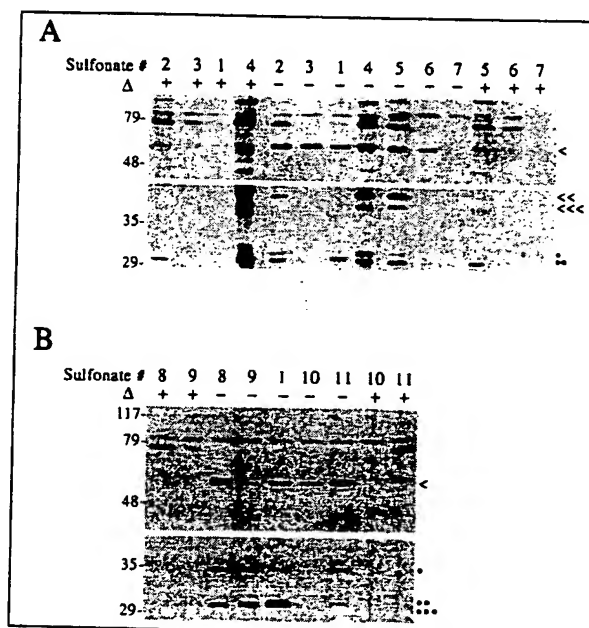 A
Sulfonate # 2 3 1 4 2 3 1 4 5 6 7 5 6 7
Δ + + + + - - - - - - - + + +
79-
<
48-
<<
<<<
35-
•
29- ••
B
Sulfonate # 8 9 8 9 1 10 11 10 11
Δ + + - - - - - + +
117-
79-
<
48-
35-
•
••
29- •••